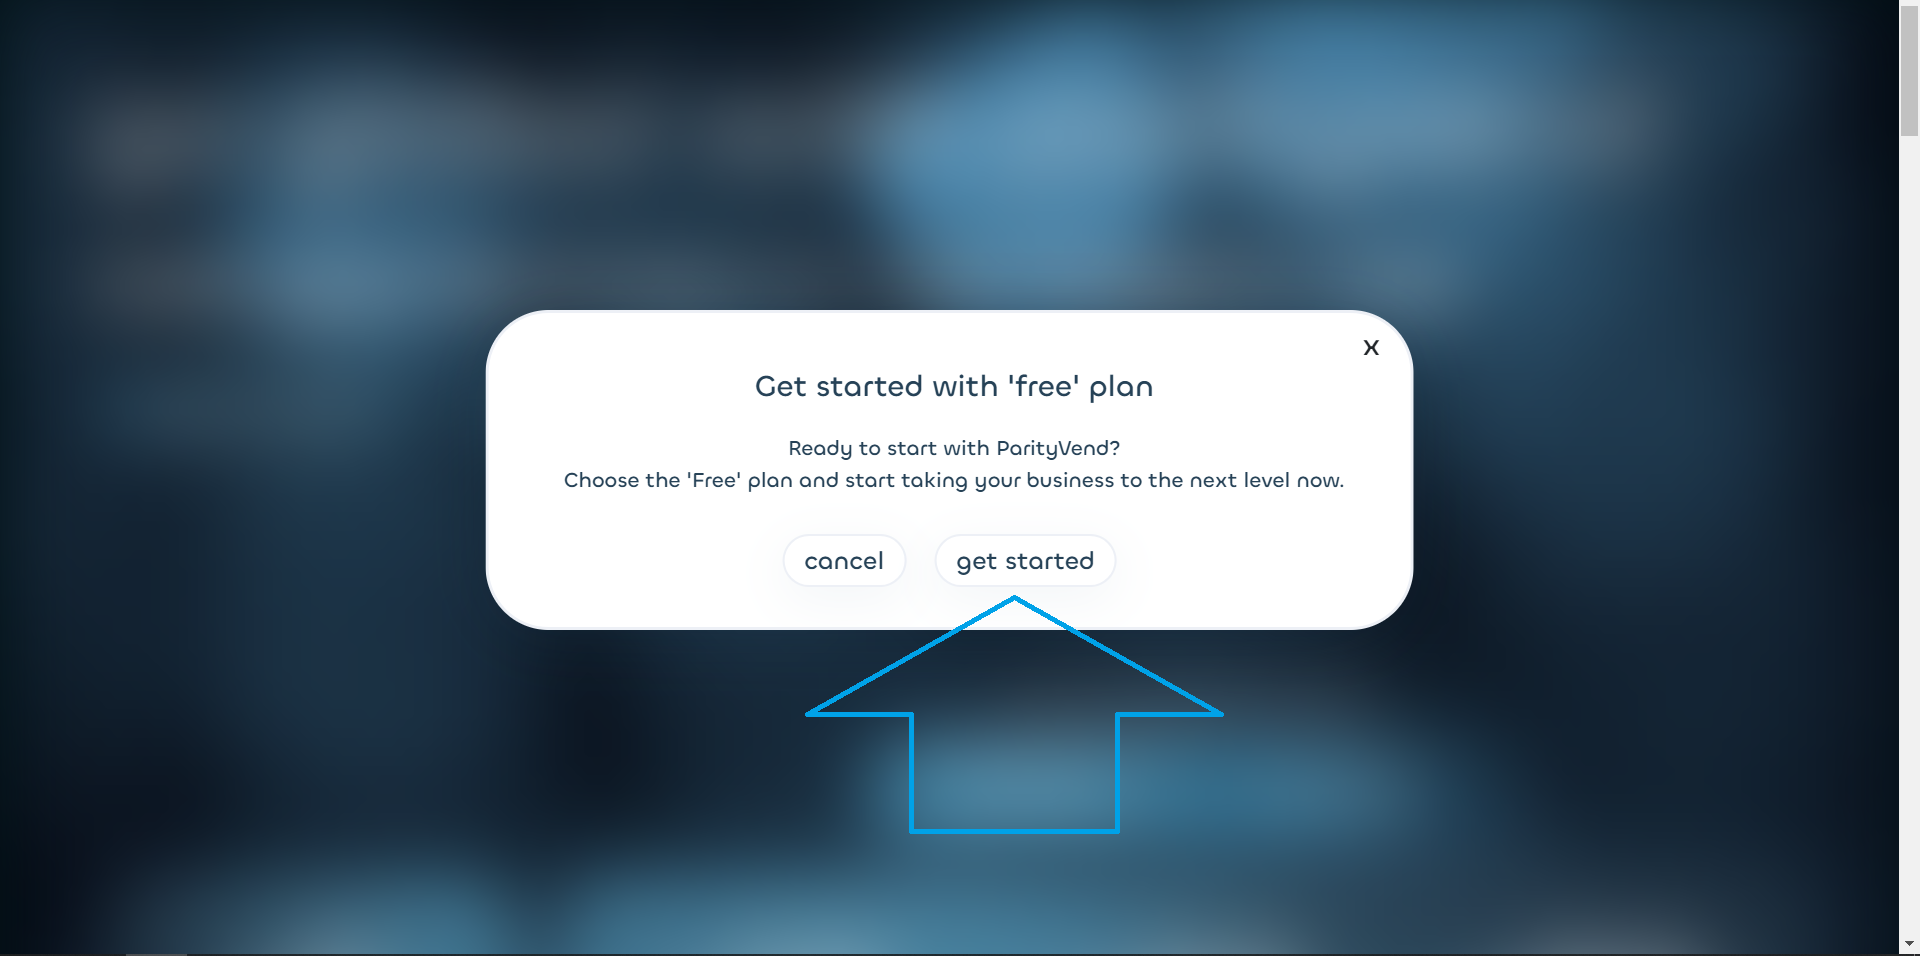 x
Get started with 'free' plan
Ready to start with ParityVend?
Choose the 'Free' plan and start taking your business to the next level now.
cancel
get started